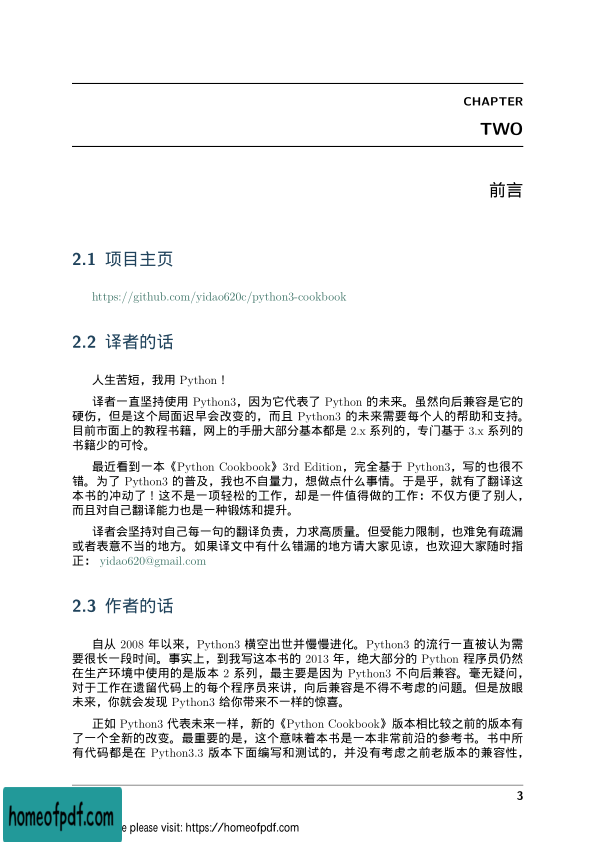 CHAPTER
TWO
前言
2.1 项目主页
https://github.com/yidao620c/python3-cookbook
2.2 译者的话
人生苦短，我用 Python！
译者一直坚持使用 Python3，因为它代表了 Python 的未来。虽然向后兼容是它的
硬伤，但是这个局面迟早会改变的，而且 Python3 的未来需要每个人的帮助和支持。
目前市面上的教程书籍，网上的手册大部分基本都是 2.x 系列的，专门基于 3.x 系列的
书籍少的可怜。
最近看到一本《Python Cookbook》3rd Edition，完全基于 Python3，写的也很不
错。为了 Python3 的普及，我也不自量力，想做点什么事情。于是乎，就有了翻译这
本书的冲动了！这不是一项轻松的工作，却是一件值得做的工作：不仅方便了别人，
而且对自己翻译能力也是一种锻炼和提升。
译者会坚持对自己每一句的翻译负责，力求高质量。但受能力限制，也难免有疏漏
或者表意不当的地方。如果译文中有什么错漏的地方请大家见谅，也欢迎大家随时指
正： yidao620@gmail.com
2.3 作者的话
自从 2008 年以来，Python3 横空出世并慢慢进化。Python3 的流行一直被认为需
要很长一段时间。事实上，到我写这本书的 2013 年，绝大部分的 Python 程序员仍然
在生产环境中使用的是版本 2 系列，最主要是因为 Python3 不向后兼容。毫无疑问，
对于工作在遗留代码上的每个程序员来讲，向后兼容是不得不考虑的问题。但是放眼
未来，你就会发现 Python3 给你带来不一样的惊喜。
正如 Python3 代表未来一样，新的《Python Cookbook》版本相比较之前的版本有
了一个全新的改变。最重要的是，这个意味着本书是一本非常前沿的参考书。书中所
有代码都是在 Python3.3 版本下面编写和测试的，并没有考虑之前老版本的兼容性，
3
homeofpdf.com
please visit: https://homeofpdf.com